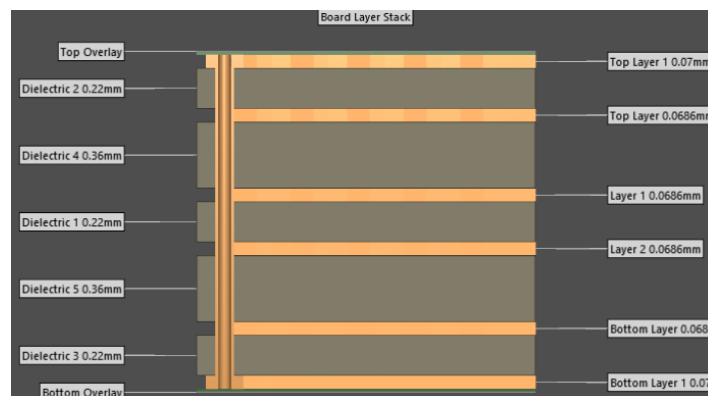 Board Layer Stack
Top Overlay
Top Layer 1 0.07mm
Dielectric 2 0.22mm
Top Layer 0.0686mm
Dielectric 4 0.36mm
Layer 1 0.0686mm
Dielectric 1 0.22mm
Layer 2 0.0686mm
Dielectric 5 0.36mm
Bottom Layer 0.068
Dielectric 3 0.22mm
Bottom Layer 1 0.07
Bottom Overlay